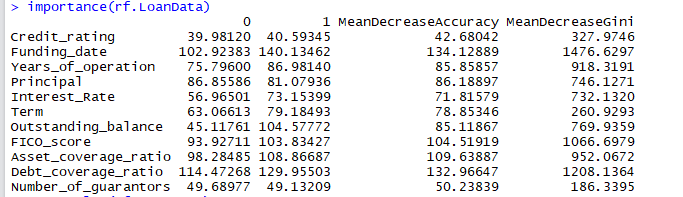 > importance(rf.LoanData)
0 1 MeanDecreaseAccuracy MeanDecreaseGini
Credit_rating 39.98120 40.59345 42.68042 327.9746
Funding_date 102.92383 140.13462 134.12889 1476.6297
Years_of_operation 75.79600 86.98140 85.85857 918.3191
Principal 86.85586 81.07936 86.18897 746.1271
Interest_Rate 56.96501 73.15399 71.81579 732.1320
Term 63.06613 79.18493 78.85346 260.9293
Outstanding_balance 45.11761 104.57772 85.11867 769.9359
FICO_score 93.92711 103.83427 104.51919 1066.6979
Asset_coverage_ratio 98.28485 108.86687 109.63887 952.0672
Debt_coverage_ratio 114.47268 129.95503 132.96647 1208.1364
Number_of_guarantors 49.68977 49.13209 50.23839 186.3395